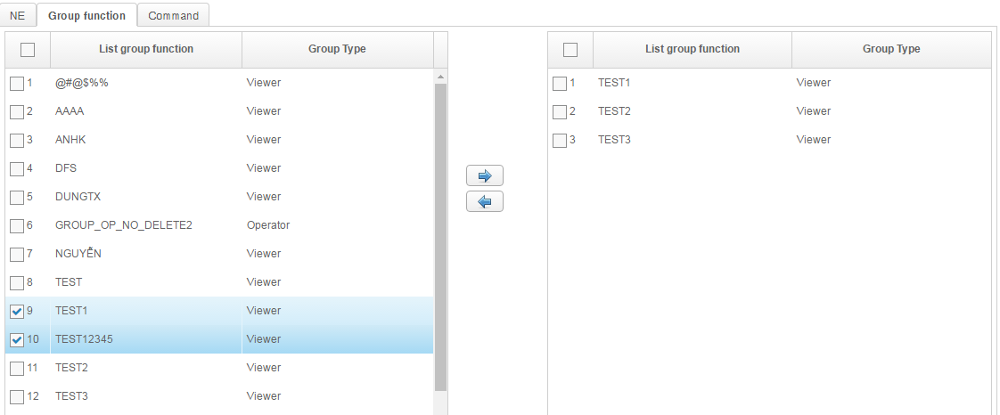 NE Group function Command
List group function Group Type
1 @#@$%% Viewer
2 AAAA Viewer
3 ANHK Viewer
4 DFS Viewer
5 DUNGTX Viewer
6 GROUP_OP_NO_DELETE2 Operator
7 NGUYỄN Viewer
8 TEST Viewer
9 TEST1 Viewer
10 TEST12345 Viewer
11 TEST2 Viewer
12 TEST3 Viewer
List group function Group Type
1 TEST1 Viewer
2 TEST2 Viewer
3 TEST3 Viewer